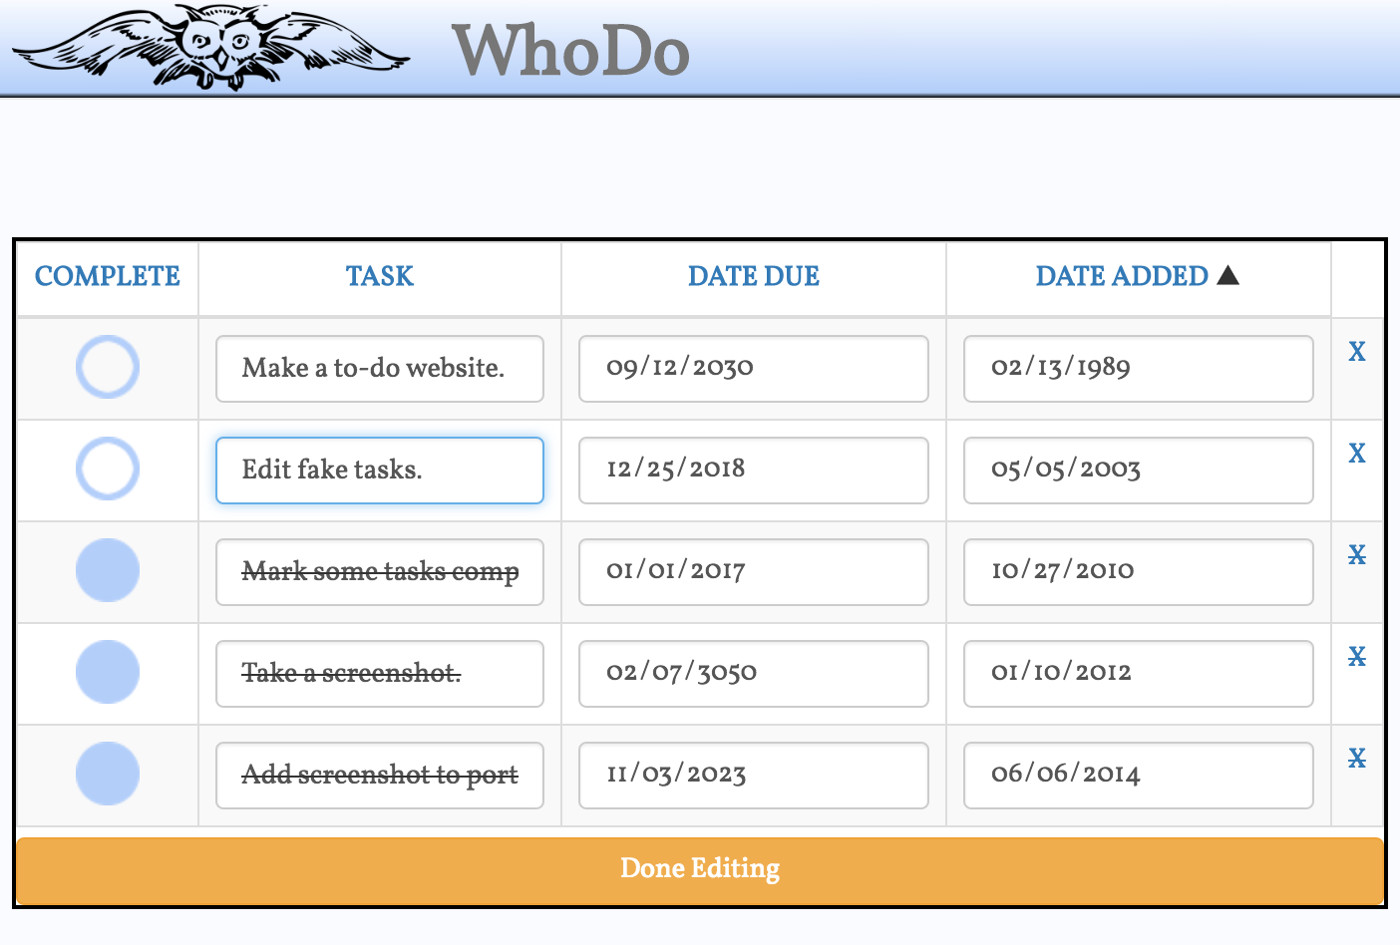 WhoDo
COMPLETE TASK DATE DUE DATE ADDED ▲
Make a to-do website. 09/12/2030 02/13/1989 X
Edit fake tasks. 12/25/2018 05/05/2003 X
Mark some tasks comp 01/01/2017 10/27/2010 X
Take a screenshot. 02/07/3050 01/10/2012 X
Add screenshot to port 11/03/2023 06/06/2014 X
Done Editing